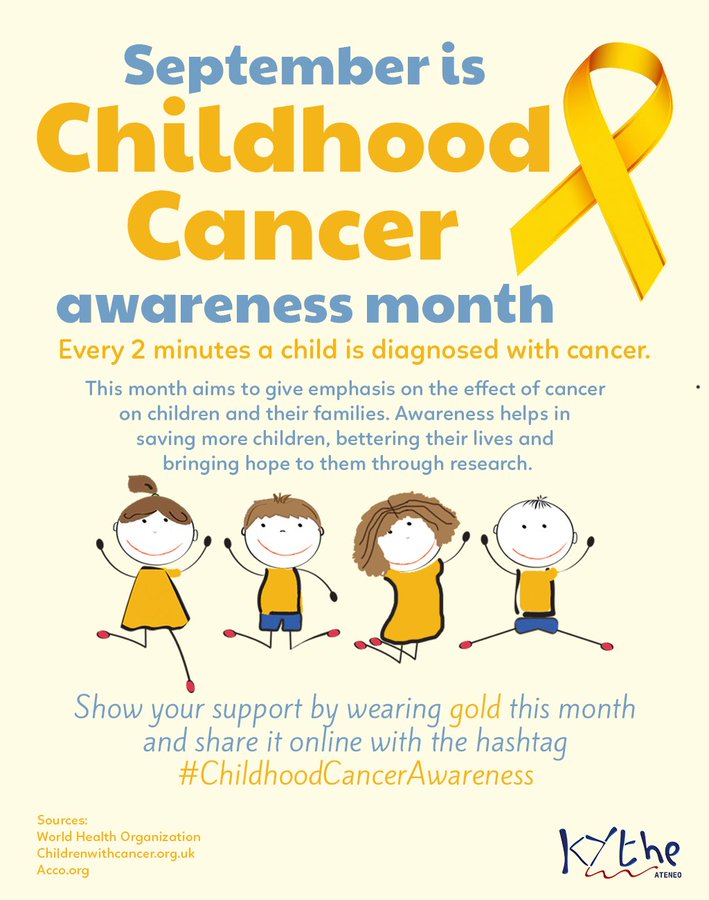 September is
Childhood
Cancer
awareness month
Every 2 minutes a child is diagnosed with cancer.
This month aims to give emphasis on the effect of cancer
on children and their families. Awareness helps in
saving more children, bettering their lives and
bringing hope to them through research.
Show your support by wearing gold this month
and share it online with the hashtag
#ChildhoodCancerAwareness
Sources:
World Health Organization
Childrenwithcancer.org.uk
Acco.org
Kythe
ATENEO